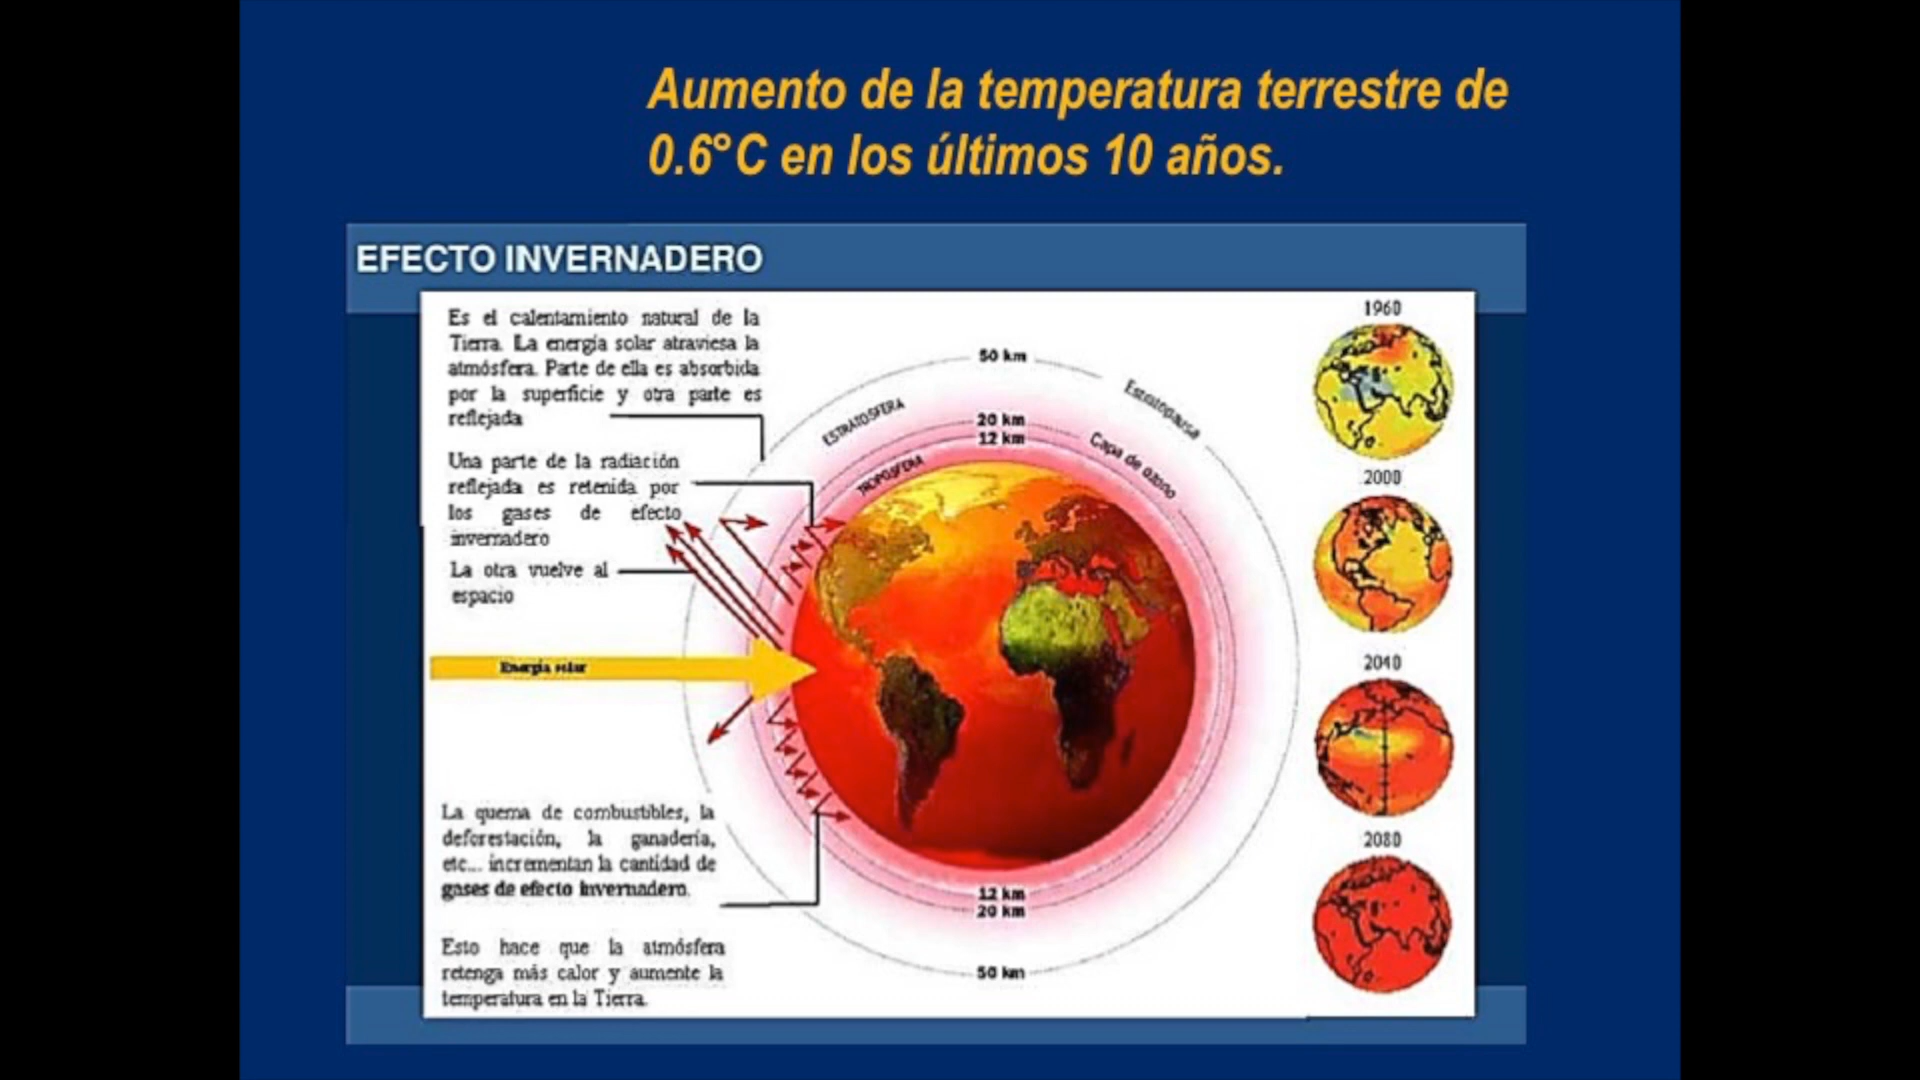 Aumento de la temperatura terrestre de
0.6°C en los últimos 10 años.
EFECTO INVERNADERO
Es el calentamiento natural de la
Tierra. La energía solar atraviesa la
atmósfera. Parte de ella es absorbida
por la superficie y otra parte es
reflejada
Una parte de la radiación
reflejada es retenida por
los gases de efecto
invernadero
La otra vuelve al
espacio
Energía solar
La quema de combustibles, la
deforestación, la ganadería,
etc... incrementan la cantidad de
gases de efecto invernadero.
Esto hace que la atmósfera
retenga más calor y aumente la
temperatura en la Tierra.
50 km
ESTRATOSFERA
Estratopausa
20 km
12 km
TROPOSFERA
Capa de ozono
12 km
20 km
50 km
1960
2000
2040
2080